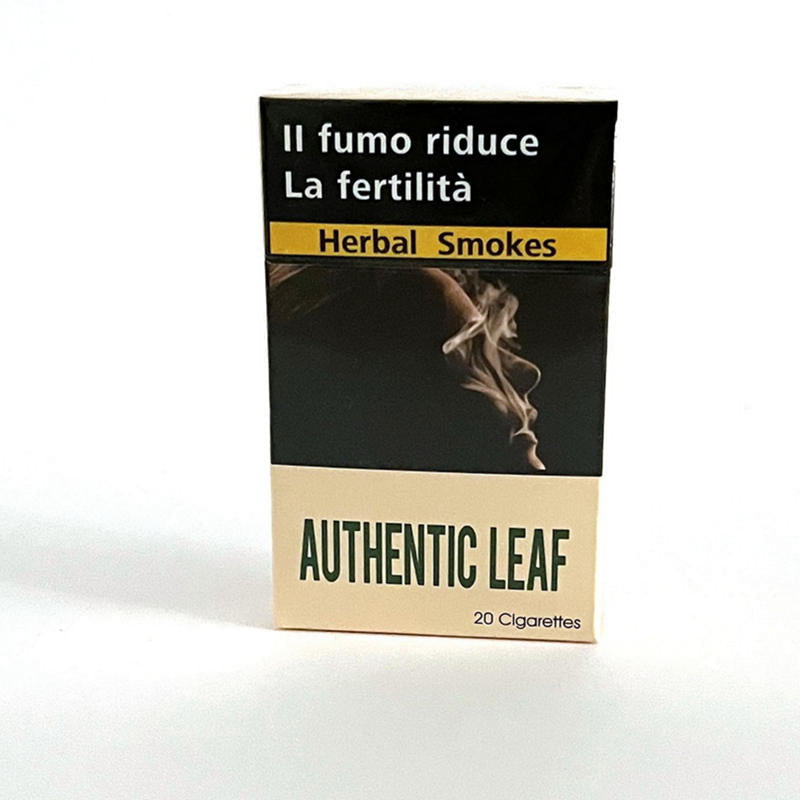 Il fumo riduce
La fertilità
Herbal Smokes
AUTHENTIC LEAF
20 Cigarettes